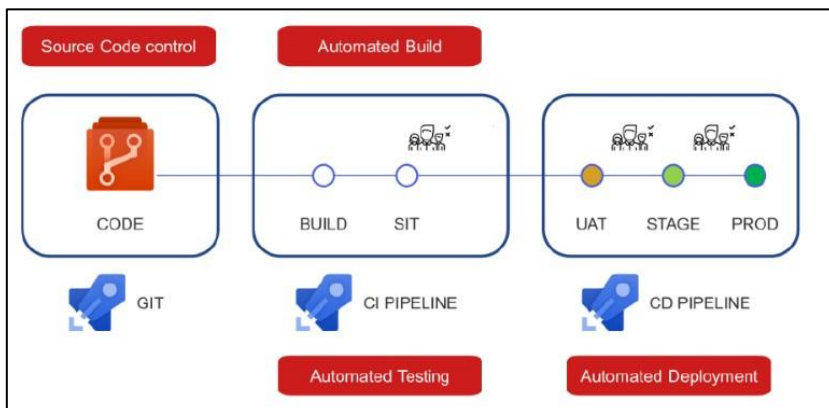 Source Code control
Automated Build
CODE
BUILD
SIT
UAT
STAGE
PROD
GIT
CI PIPELINE
CD PIPELINE
Automated Testing
Automated Deployment